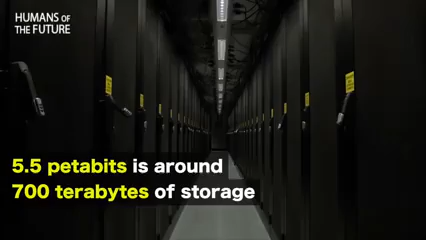 HUMANS OF
THE FUTURE
5.5 petabits is around
700 terabytes of storage